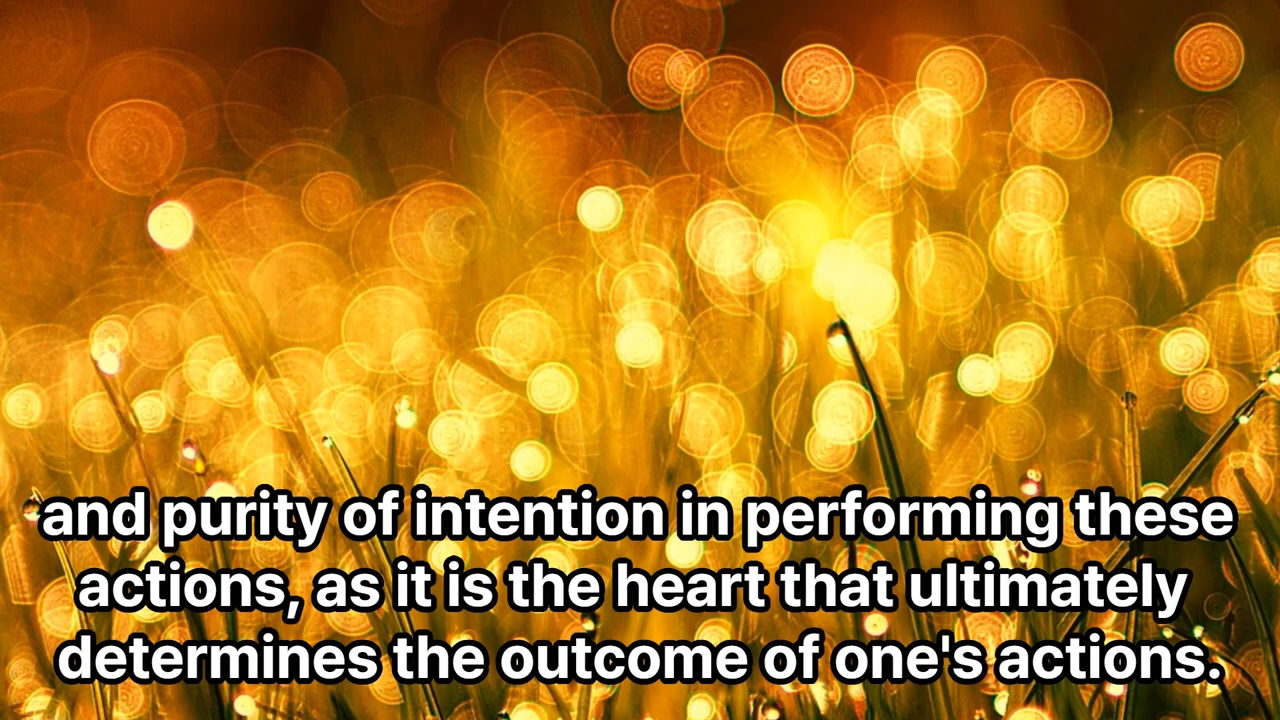 and purity of intention in performing these
actions, as it is the heart that ultimately
determines the outcome of one's actions.